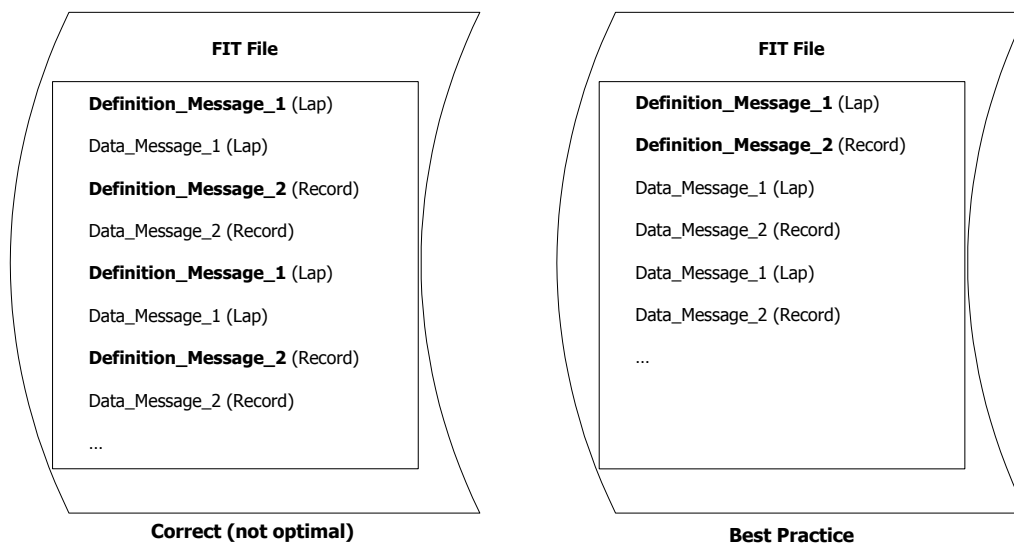 FIT File
Definition_Message_1 (Lap)
Data_Message_1 (Lap)
Definition_Message_2 (Record)
Data_Message_2 (Record)
Definition_Message_1 (Lap)
Data_Message_1 (Lap)
Definition_Message_2 (Record)
Data_Message_2 (Record)
...
Correct (not optimal)
FIT File
Definition_Message_1 (Lap)
Definition_Message_2 (Record)
Data_Message_1 (Lap)
Data_Message_2 (Record)
Data_Message_1 (Lap)
Data_Message_2 (Record)
...
Best Practice